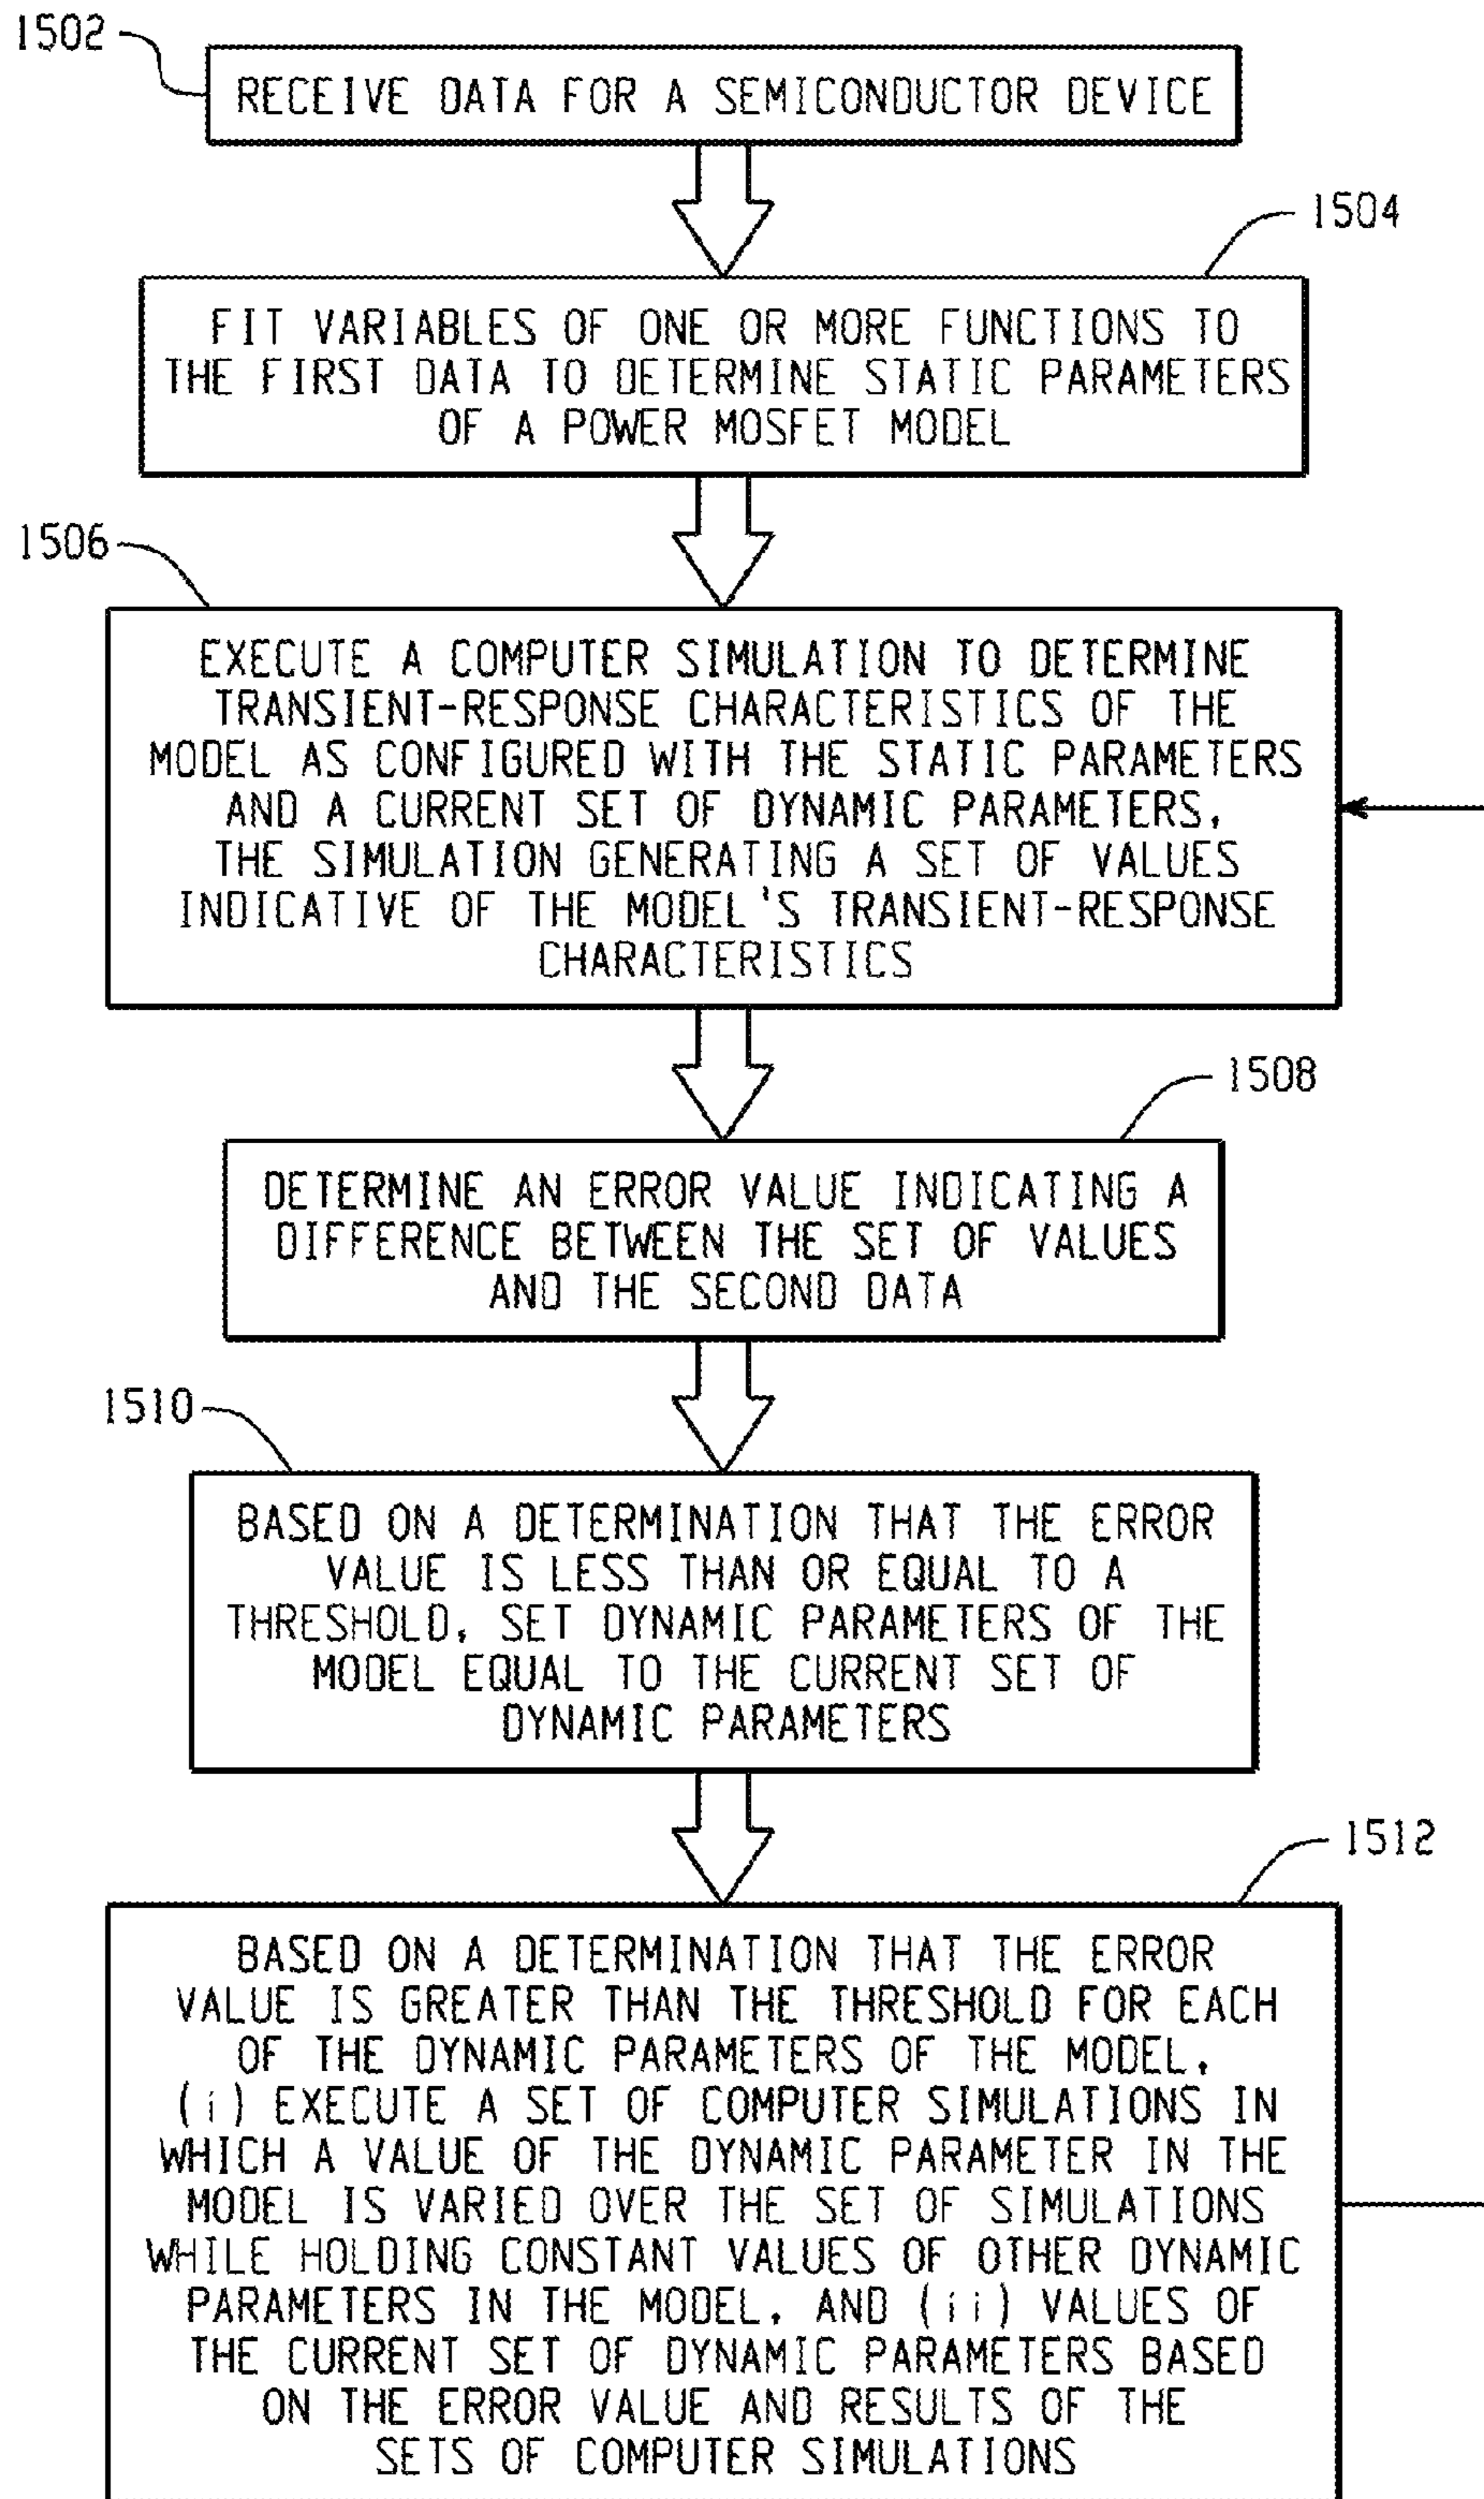 1502
RECEIVE DATA FOR A SEMICONDUCTOR DEVICE
1504
FIT VARIABLES OF ONE OR MORE FUNCTIONS TO
THE FIRST DATA TO DETERMINE STATIC PARAMETERS
OF A POWER MOSFET MODEL
1506
EXECUTE A COMPUTER SIMULATION TO DETERMINE
TRANSIENT-RESPONSE CHARACTERISTICS OF THE
MODEL AS CONFIGURED WITH THE STATIC PARAMETERS
AND A CURRENT SET OF DYNAMIC PARAMETERS,
THE SIMULATION GENERATING A SET OF VALUES
INDICATIVE OF THE MODEL'S TRANSIENT-RESPONSE
CHARACTERISTICS
1508
DETERMINE AN ERROR VALUE INDICATING A
DIFFERENCE BETWEEN THE SET OF VALUES
AND THE SECOND DATA
1510
BASED ON A DETERMINATION THAT THE ERROR
VALUE IS LESS THAN OR EQUAL TO A
THRESHOLD, SET DYNAMIC PARAMETERS OF THE
MODEL EQUAL TO THE CURRENT SET OF
DYNAMIC PARAMETERS
1512
BASED ON A DETERMINATION THAT THE ERROR
VALUE IS GREATER THAN THE THRESHOLD FOR EACH
OF THE DYNAMIC PARAMETERS OF THE MODEL,
(i) EXECUTE A SET OF COMPUTER SIMULATIONS IN
WHICH A VALUE OF THE DYNAMIC PARAMETER IN THE
MODEL IS VARIED OVER THE SET OF SIMULATIONS
WHILE HOLDING CONSTANT VALUES OF OTHER DYNAMIC
PARAMETERS IN THE MODEL, AND (ii) VALUES OF
THE CURRENT SET OF DYNAMIC PARAMETERS BASED
ON THE ERROR VALUE AND RESULTS OF THE
SETS OF COMPUTER SIMULATIONS